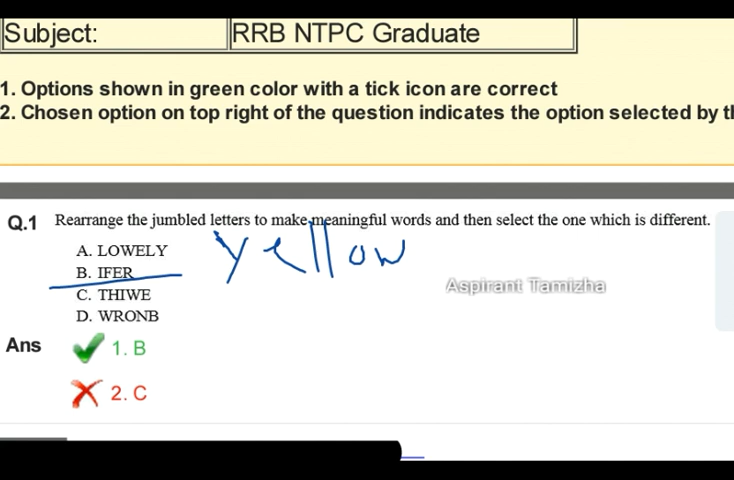 Subject: RRB NTPC Graduate
1. Options shown in green color with a tick icon are correct
2. Chosen option on top right of the question indicates the option selected by th
Q.1 Rearrange the jumbled letters to make meaningful words and then select the one which is different.
A. LOWELY
yellow
B. IFER
C. THIWE
Aspirant Tamizha
D. WRONB
Ans 1. B
2. C